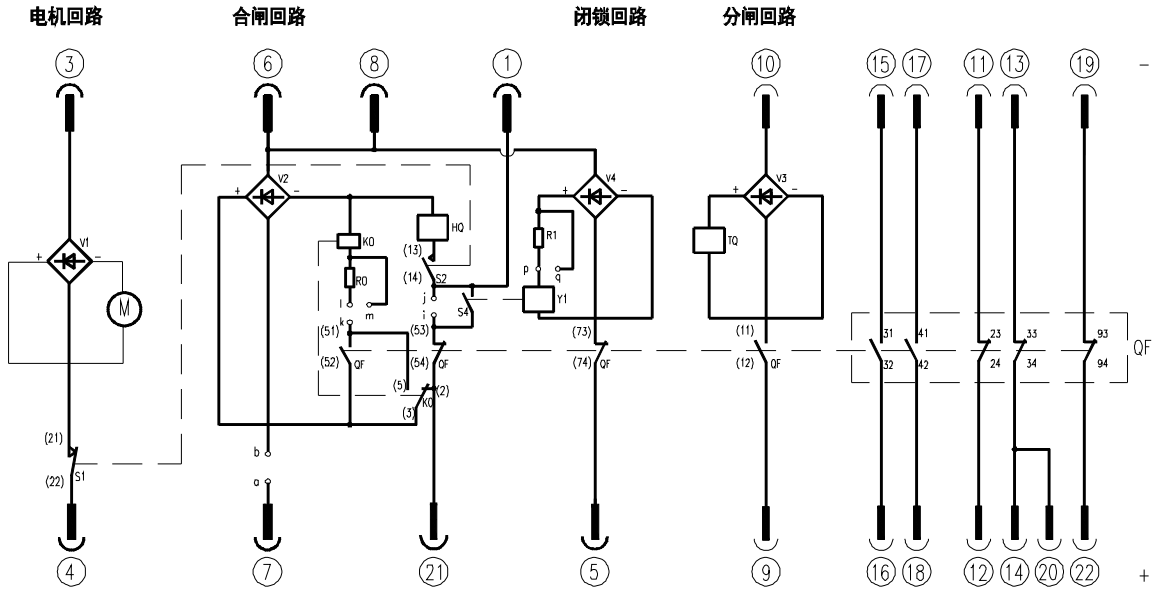 电机回路 合闸回路 闭锁回路 分闸回路
3 6 8 1 10 15 17 11 13 19 -
V2 V4 V3
+ - + - + -
HQ
R1
TQ
K0
V1
(13)
+ -
p q
R0
(14) S2
Y1
M
l m
j
S4
k
i
(51) (53) (73) (11) 31 41 23 33 93
QF
(52) QF (54) QF (74) QF (12) QF 32 42 24 34 94
(5) (2)
K0
(3)
(21)
b
(22) S1
a
4 7 21 5 9 16 18 12 14 20 22 +